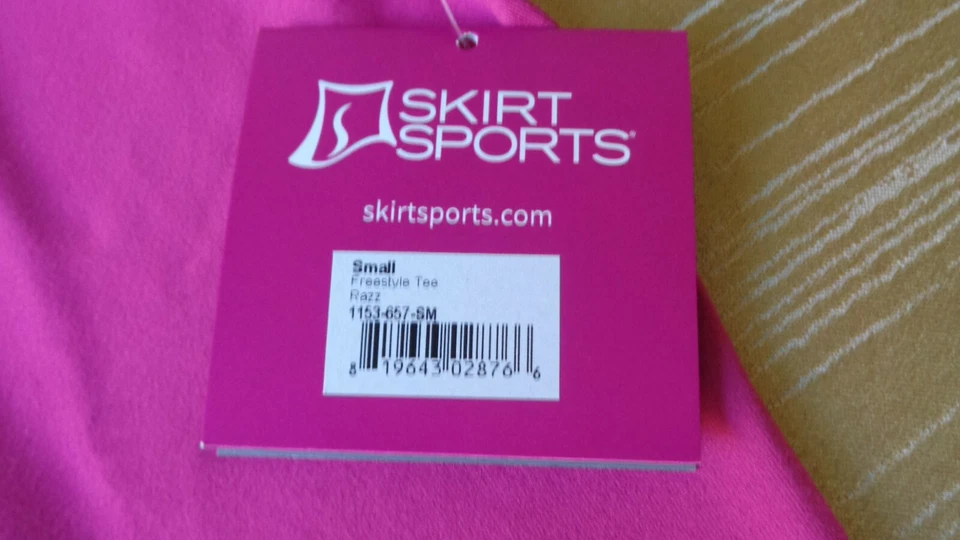 SKIRT
SPORTS®
skirtsports.com
Small
Freestyle Tee
Razz
1153-657-SM
8 19643 02876 6